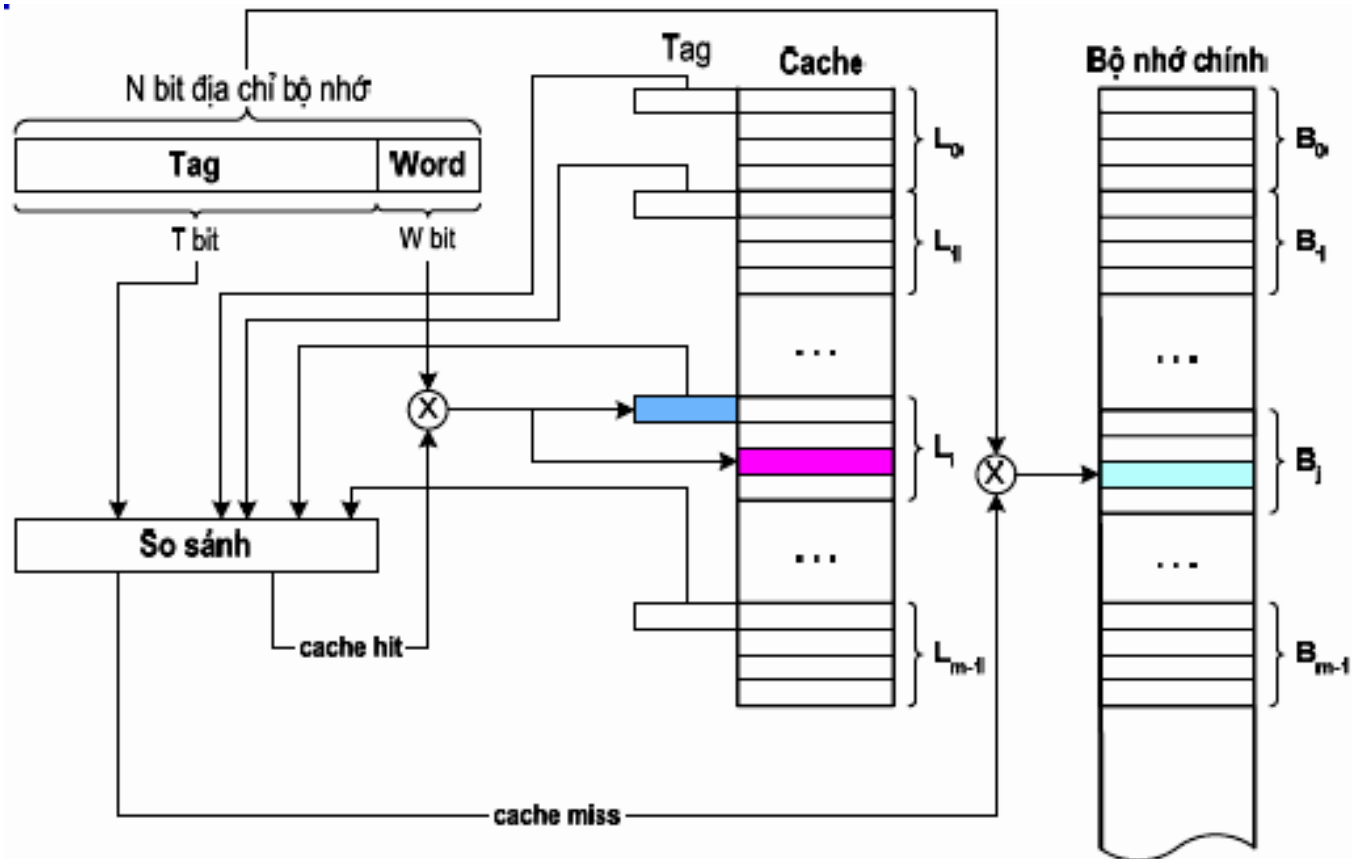 Tag
Cache
Bộ nhớ chính
N bit địa chỉ bộ nhớ
Tag
Word
T bit
W bit
L0
L1
...
Li
...
Lm-1
B0
B1
...
Bj
...
Bm-1
X
X
So sánh
cache hit
cache miss